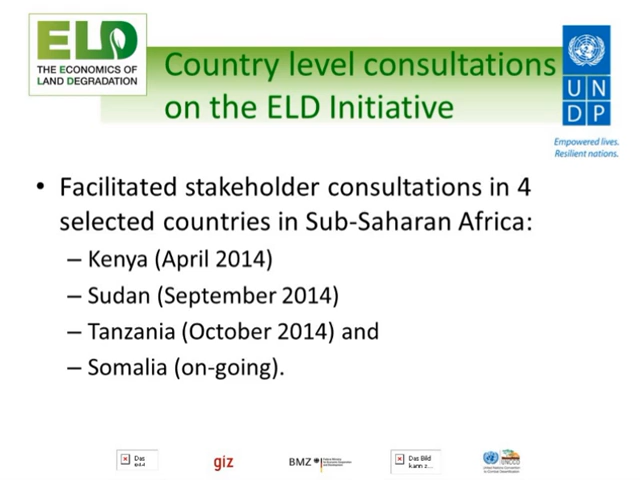 ELD
THE ECONOMICS OF
LAND DEGRADATION
Country level consultations
on the ELD Initiative
U N
D P
Empowered lives.
Resilient nations.
• Facilitated stakeholder consultations in 4
selected countries in Sub-Saharan Africa:
– Kenya (April 2014)
– Sudan (September 2014)
– Tanzania (October 2014) and
– Somalia (on-going).
Das
giz
BMZ
Das Bild
kann z...
UNCCD